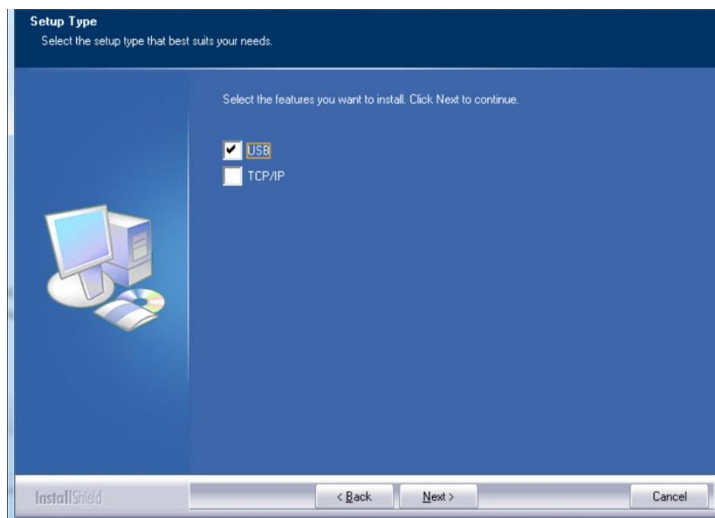 Setup Type
Select the setup type that best suits your needs.
Select the features you want to install. Click Next to continue.
USB
TCP/IP
InstallShield
< Back
Next >
Cancel